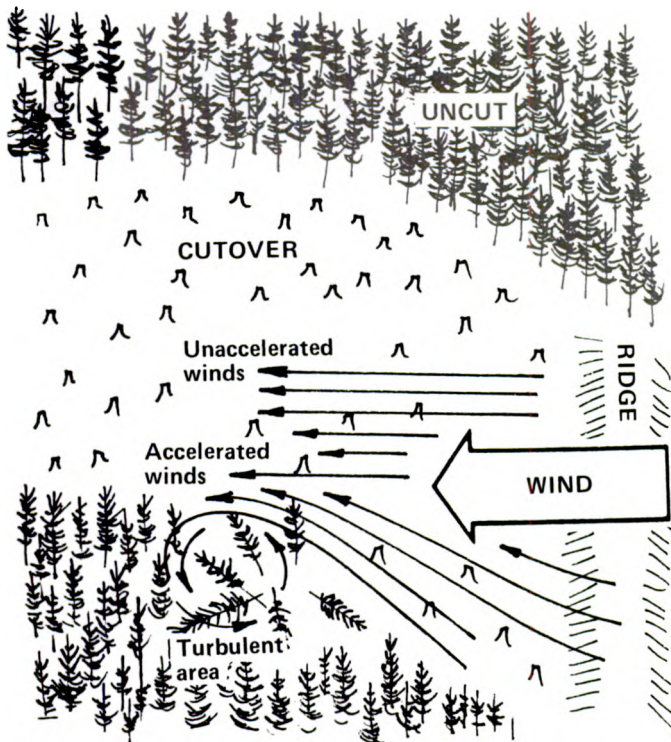 UNCUT
CUTOVER
Unaccelerated
winds
RIDGE
Accelerated
winds
WIND
Turbulent
area